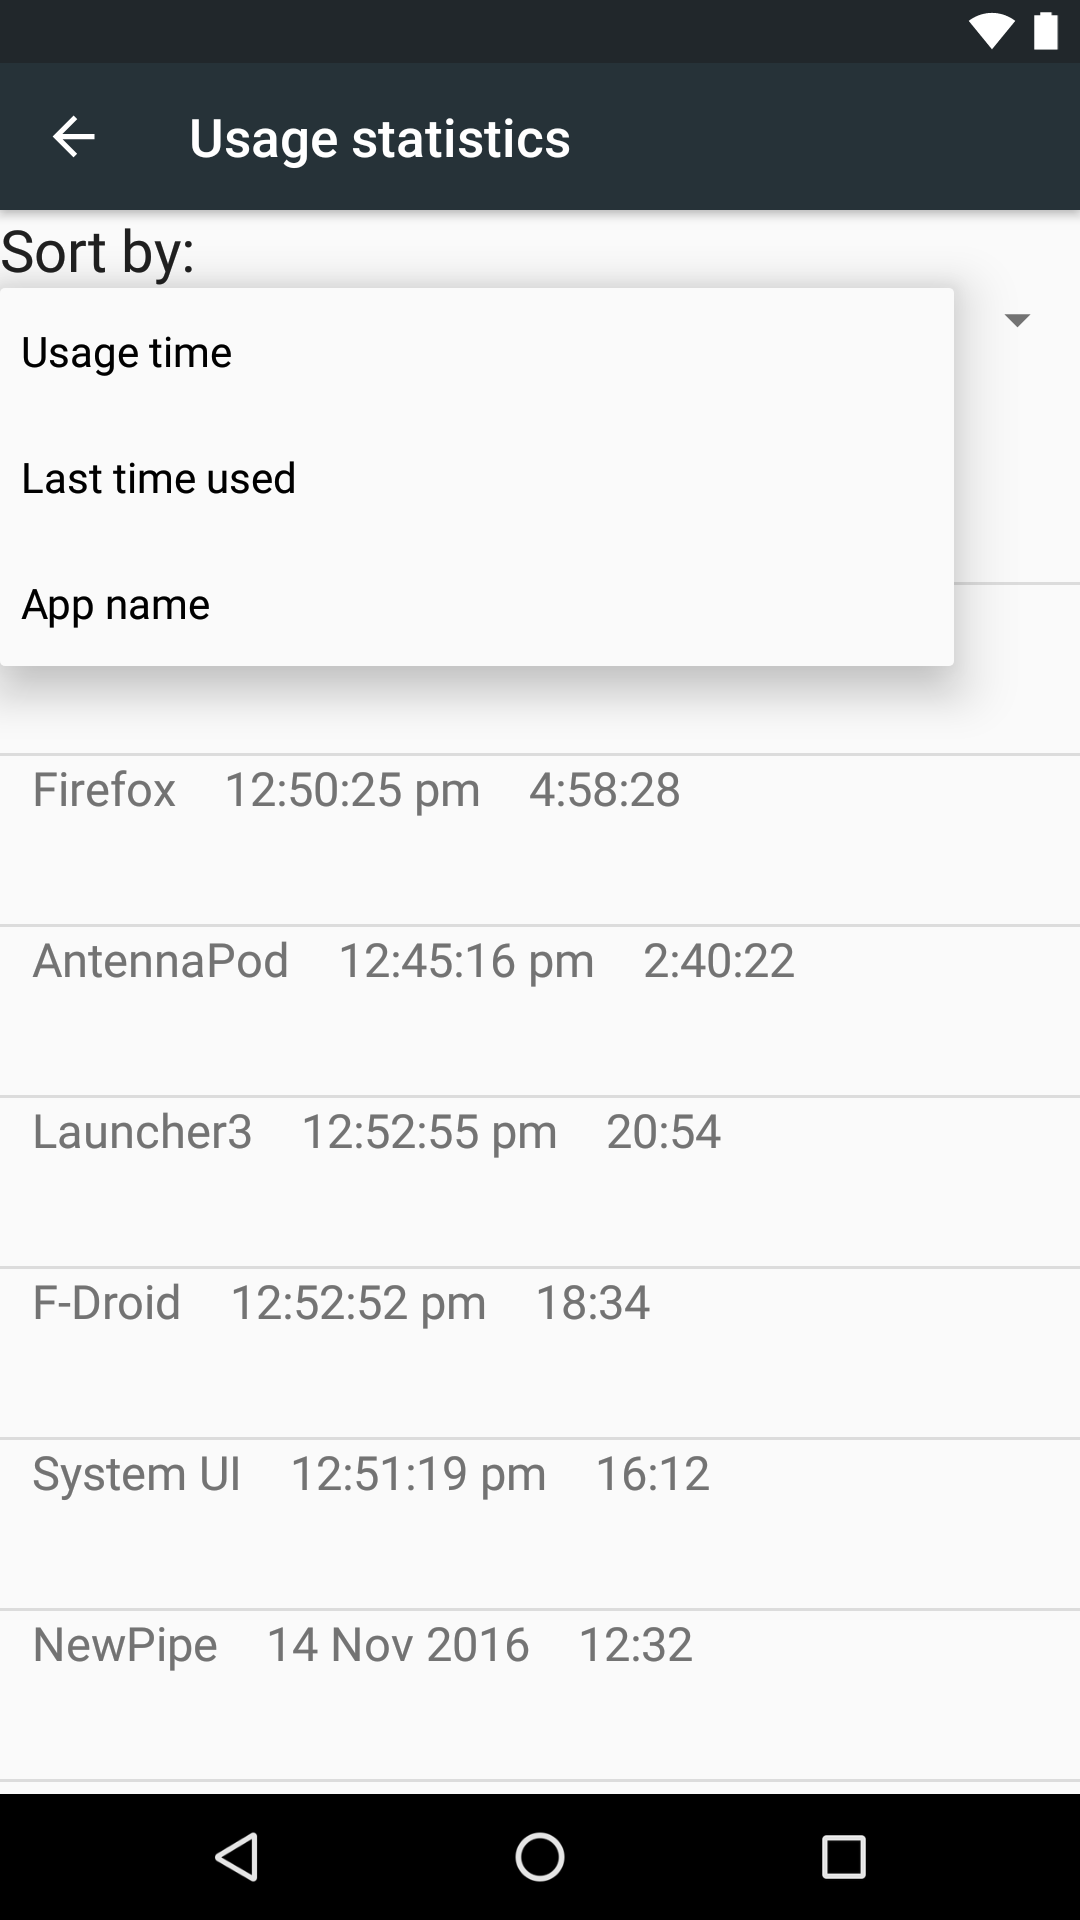 Usage statistics
Sort by:
Usage time
Last time used
App name
Firefox 12:50:25 pm 4:58:28
AntennaPod 12:45:16 pm 2:40:22
Launcher3 12:52:55 pm 20:54
F-Droid 12:52:52 pm 18:34
System UI 12:51:19 pm 16:12
NewPipe 14 Nov 2016 12:32